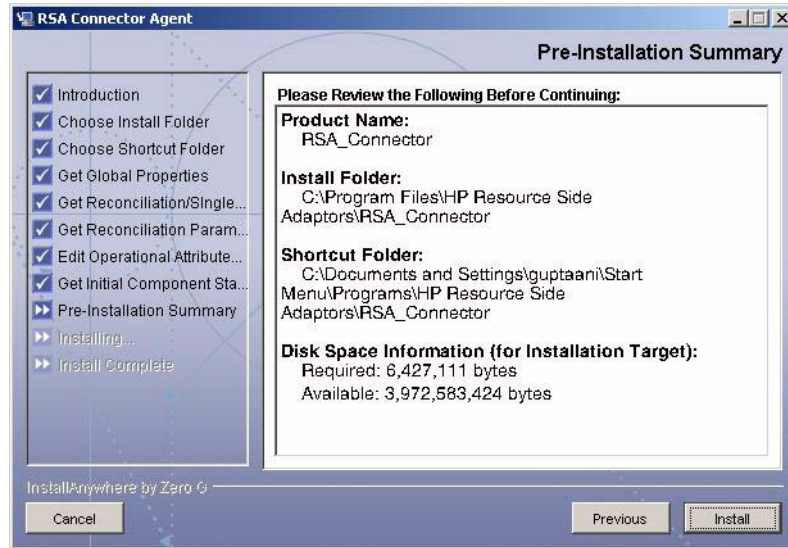 RSA Connector Agent
Pre-Installation Summary
Introduction
Choose Install Folder
Choose Shortcut Folder
Get Global Properties
Get Reconciliation/SIngle...
Get Reconciliation Param...
Edit Operational Attribute...
Get Initial Component Sta...
Pre-Installation Summary
Installing...
Install Complete
Please Review the Following Before Continuing:
Product Name:
RSA_Connector
Install Folder:
C:\Program Files\HP Resource Side
Adaptors\RSA_Connector
Shortcut Folder:
C:\Documents and Settings\guptaani\Start
Menu\Programs\HP Resource Side
Adaptors\RSA_Connector
Disk Space Information (for Installation Target):
Required: 6,427,111 bytes
Available: 3,972,583,424 bytes
InstallAnywhere by Zero G
Cancel
Previous
Install